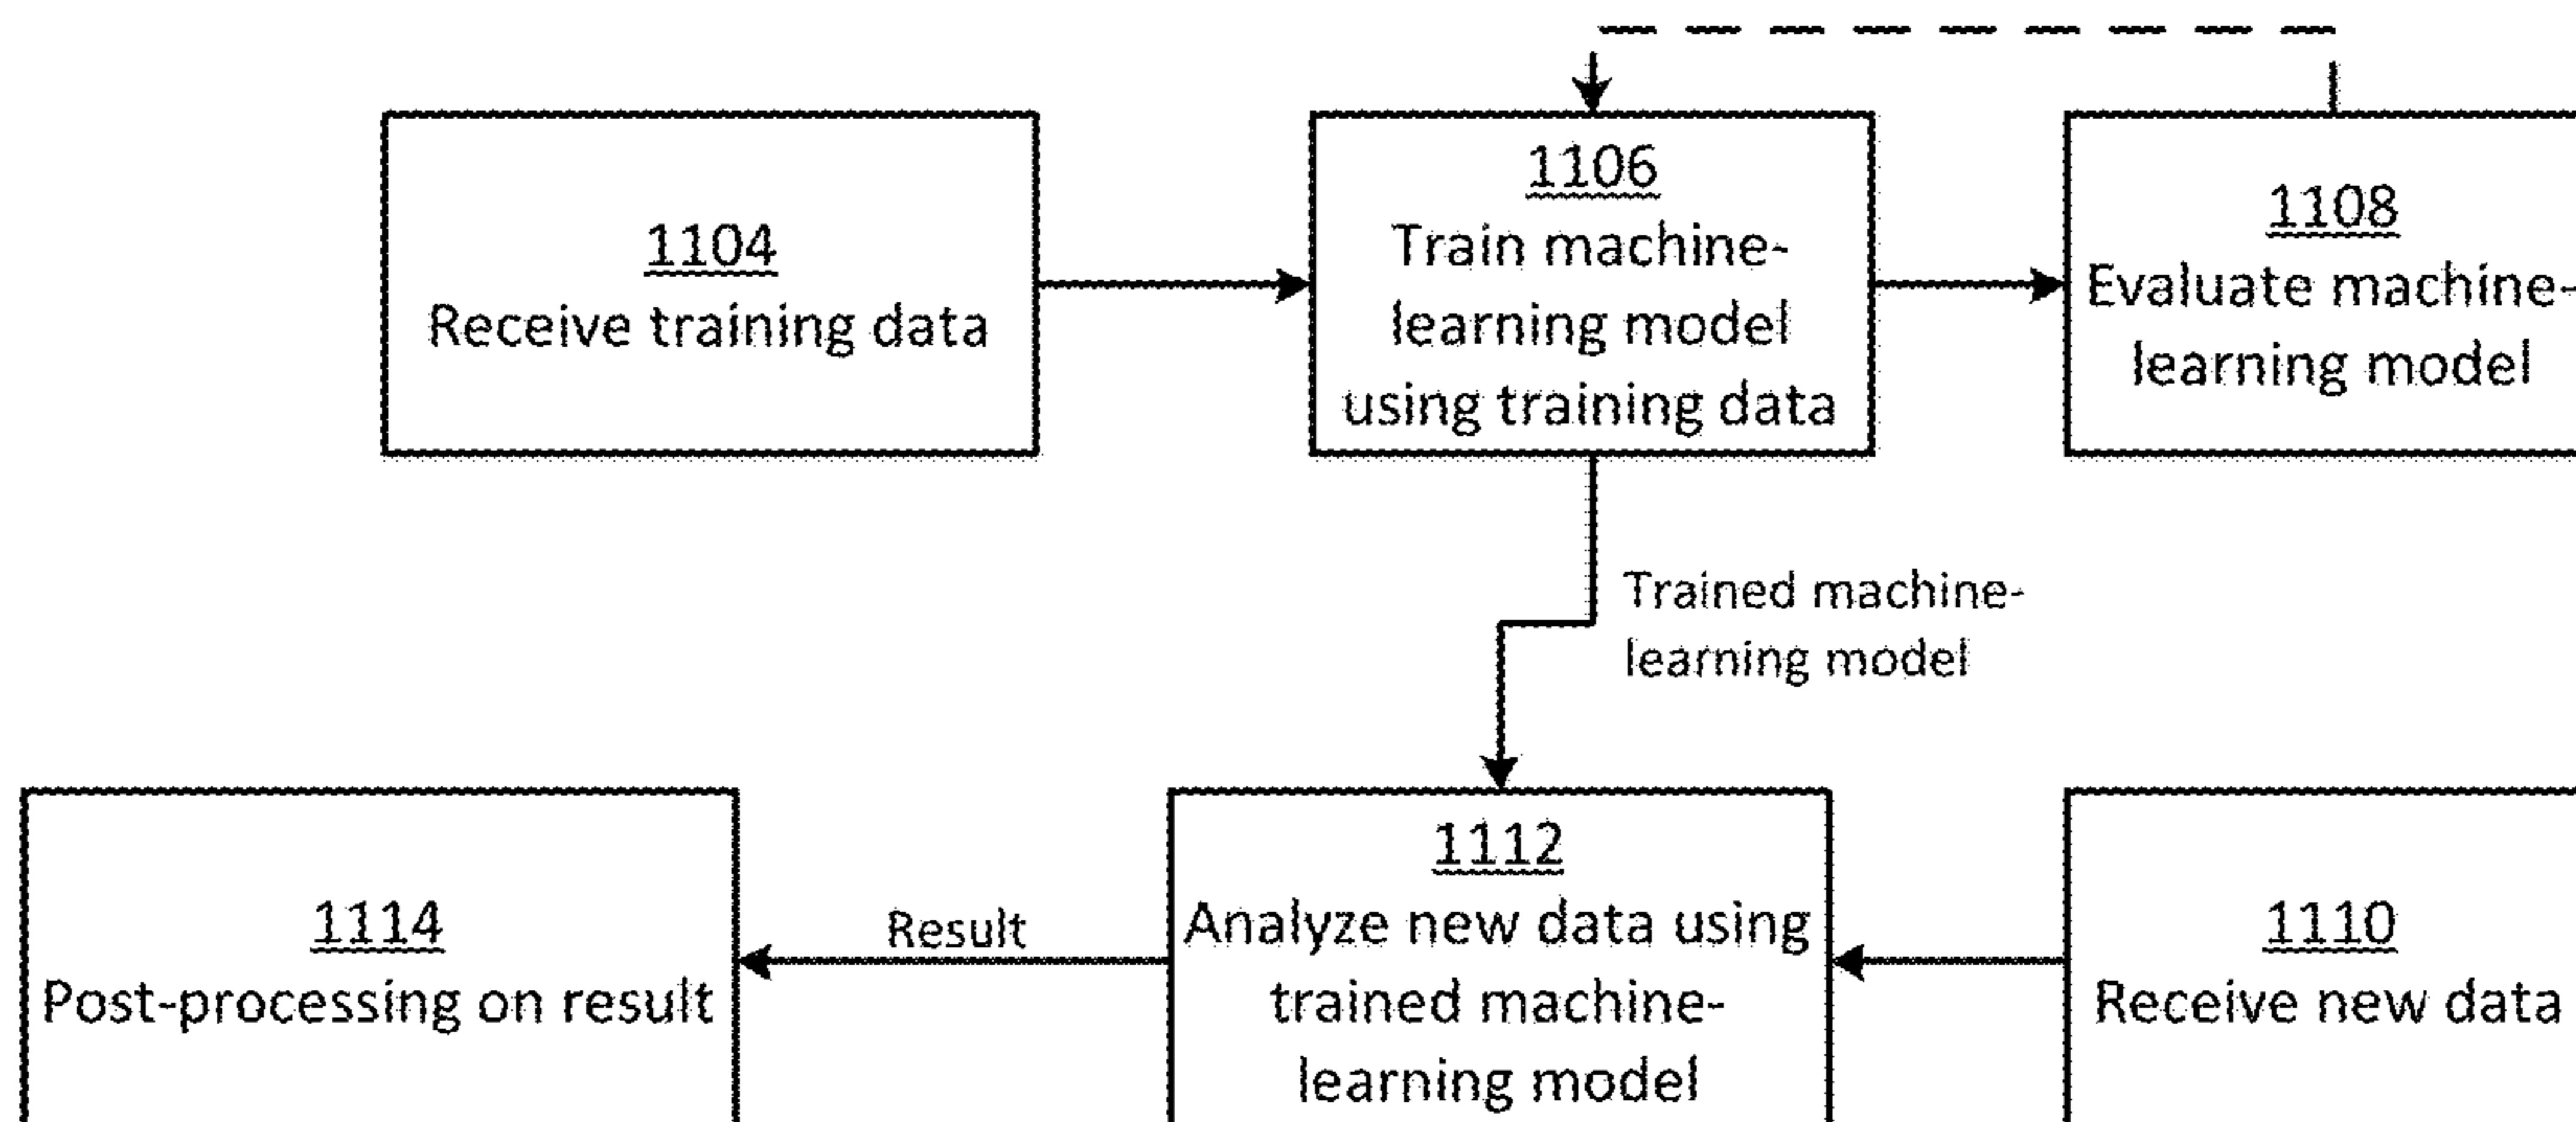 1104
Receive training data
1106
Train machine-
learning model
using training data
1108
Evaluate machine-
learning model
Trained machine-
learning model
1114
Post-processing on result
Result
1112
Analyze new data using
trained machine-
learning model
1110
Receive new data